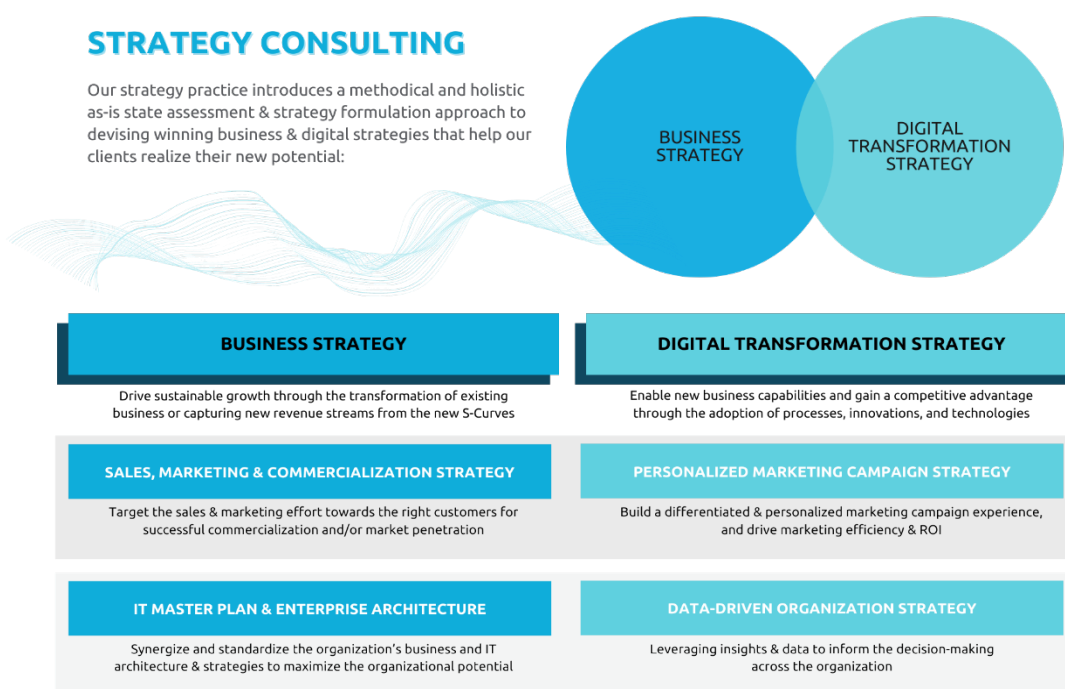 STRATEGY CONSULTING
Our strategy practice introduces a methodical and holistic
as-is state assessment & strategy formulation approach to
devising winning business & digital strategies that help our
clients realize their new potential:
BUSINESS
STRATEGY
DIGITAL
TRANSFORMATION
STRATEGY
BUSINESS STRATEGY
Drive sustainable growth through the transformation of existing
business or capturing new revenue streams from the new S-Curves
DIGITAL TRANSFORMATION STRATEGY
Enable new business capabilities and gain a competitive advantage
through the adoption of processes, innovations, and technologies
SALES, MARKETING & COMMERCIALIZATION STRATEGY
Target the sales & marketing effort towards the right customers for
successful commercialization and/or market penetration
PERSONALIZED MARKETING CAMPAIGN STRATEGY
Build a differentiated & personalized marketing campaign experience,
and drive marketing efficiency & ROI
IT MASTER PLAN & ENTERPRISE ARCHITECTURE
Synergize and standardize the organization's business and IT
architecture & strategies to maximize the organizational potential
DATA-DRIVEN ORGANIZATION STRATEGY
Leveraging insights & data to inform the decision-making
across the organization